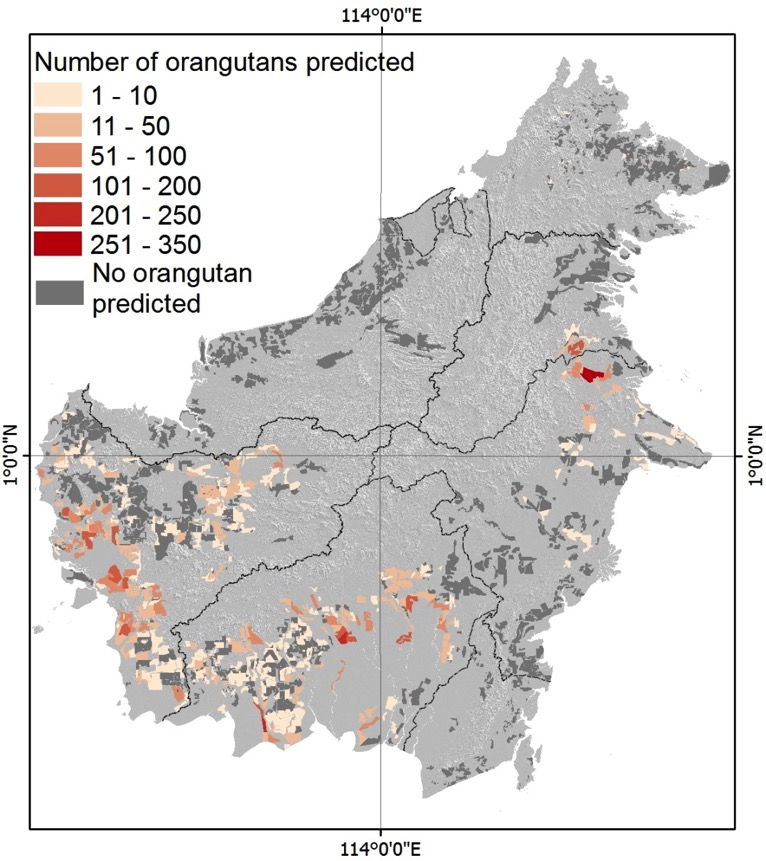 114°0'0"E
Number of orangutans predicted
1 - 10
11 - 50
51 - 100
101 - 200
201 - 250
251 - 350
No orangutan
predicted
1°0'0"N
1°0'0"N
114°0'0"E